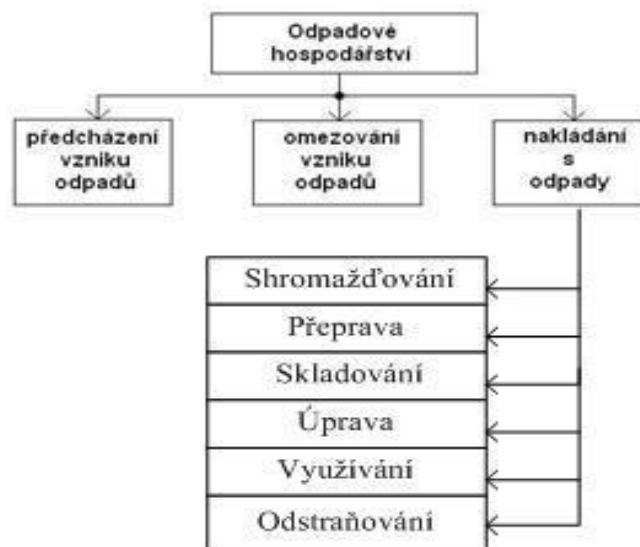 Odpadové
hospodářství
předcházení
vzniku
odpadů
omezování
vzniku
odpadů
nakládání
s
odpady
Shromažďování
Přeprava
Skladování
Úprava
Využívání
Odstraňování